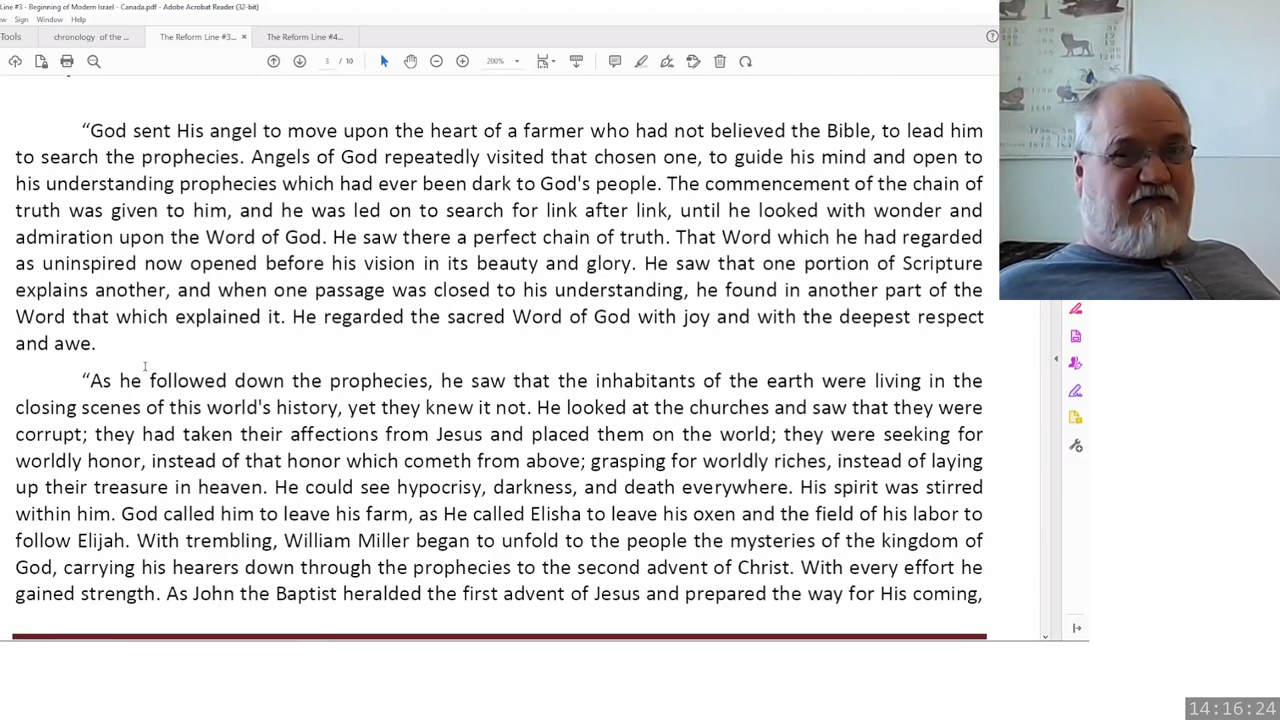 Line #3 - Beginning of Modern Israel - Canada.pdf - Adobe Acrobat Reader (32-bit)
Sign Window Help
Tools chronology of the ... The Reform Line #3... × The Reform Line #4...
3 200%
“God sent His angel to move upon the heart of a farmer who had not believed the Bible, to lead him
to search the prophecies. Angels of God repeatedly visited that chosen one, to guide his mind and open to
his understanding prophecies which had ever been dark to God's people. The commencement of the chain of
truth was given to him, and he was led on to search for link after link, until he looked with wonder and
admiration upon the Word of God. He saw there a perfect chain of truth. That Word which he had regarded
as uninspired now opened before his vision in its beauty and glory. He saw that one portion of Scripture
explains another, and when one passage was closed to his understanding, he found in another part of the
Word that which explained it. He regarded the sacred Word of God with joy and with the deepest respect
and awe.
“As he followed down the prophecies, he saw that the inhabitants of the earth were living in the
closing scenes of this world's history, yet they knew it not. He looked at the churches and saw that they were
corrupt; they had taken their affections from Jesus and placed them on the world; they were seeking for
worldly honor, instead of that honor which cometh from above; grasping for worldly riches, instead of laying
up their treasure in heaven. He could see hypocrisy, darkness, and death everywhere. His spirit was stirred
within him. God called him to leave his farm, as He called Elisha to leave his oxen and the field of his labor to
follow Elijah. With trembling, William Miller began to unfold to the people the mysteries of the kingdom of
God, carrying his hearers down through the prophecies to the second advent of Christ. With every effort he
gained strength. As John the Baptist heralded the first advent of Jesus and prepared the way for His coming,
14:16:24